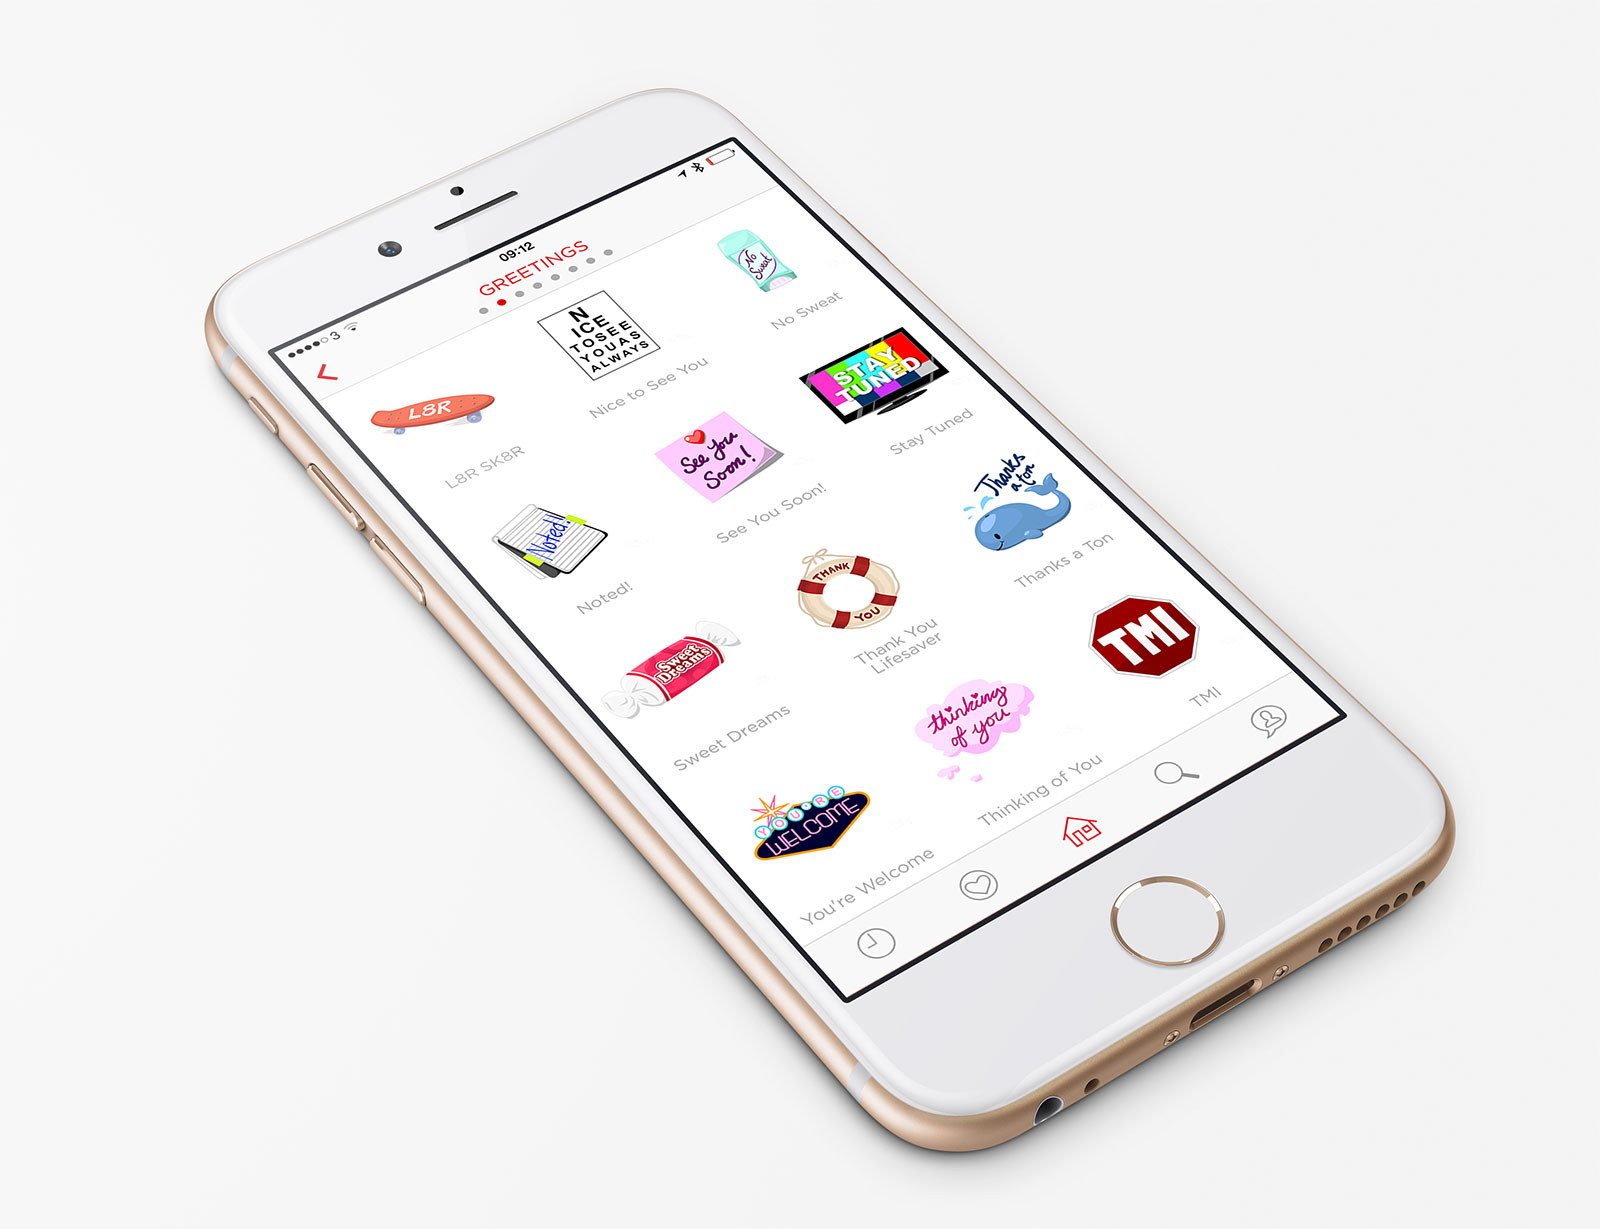 3
09:12
GREETINGS
L8R
L8R SK8R
N
ICE
TOSEE
YOUAS
ALWAYS
Nice to See You
No
Sweat
No Sweat
Noted!
Noted!
See You
Soon!
See You Soon!
STAY
TUNED
Stay Tuned
Sweet
Dreams
Sweet Dreams
THANK
YOU
Thank You
Lifesaver
Thanks
a ton
Thanks a Ton
YOU'RE
WELCOME
You're Welcome
thinking
of you
Thinking of You
TMI
TMI